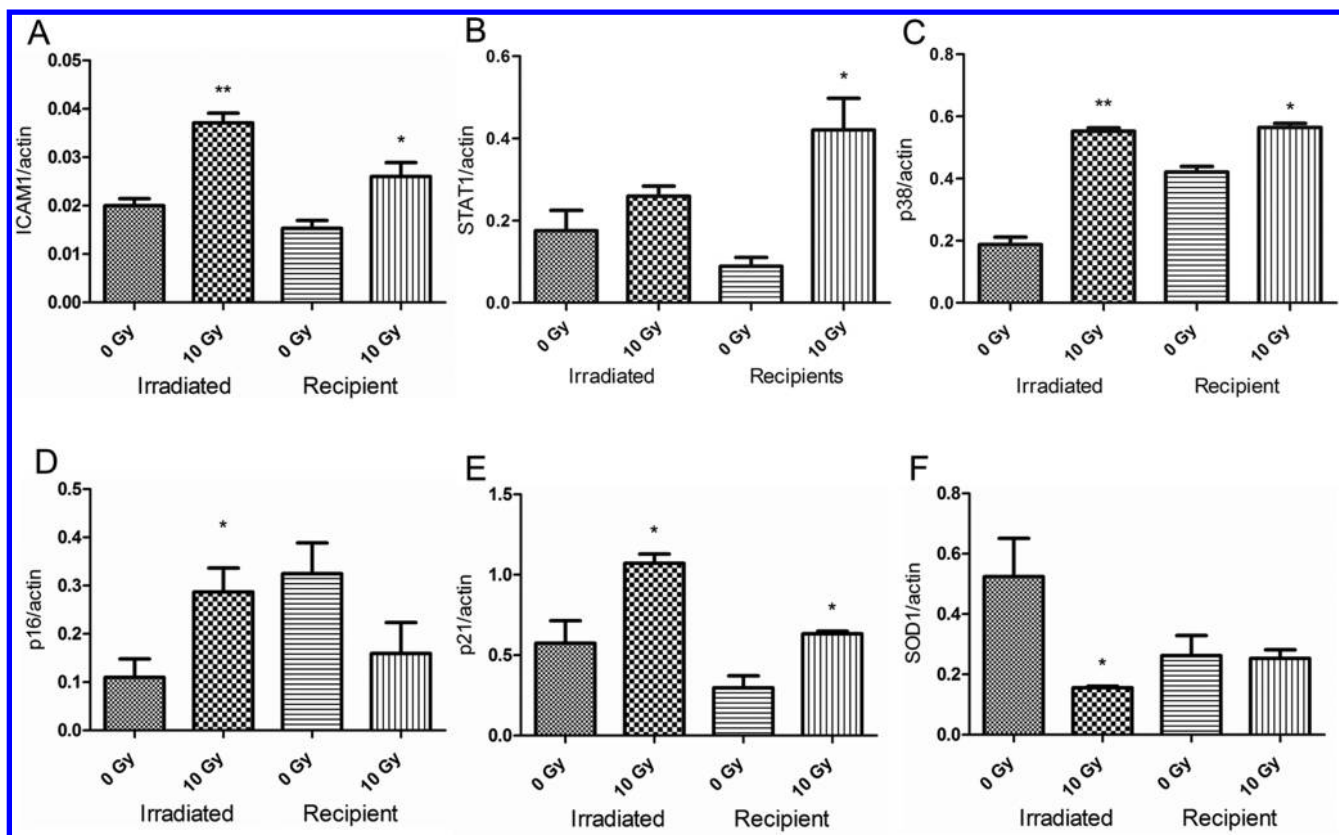 A
ICAM1/actin
0.05
0.04
0.03
0.02
0.01
0.00
**
*
0 Gy
10 Gy
0 Gy
10 Gy
Irradiated
Recipient
B
STAT1/actin
0.6
0.4
0.2
0.0
*
0 Gy
10 Gy
0 Gy
10 Gy
Irradiated
Recipients
C
p38/actin
0.8
0.6
0.4
0.2
0.0
**
*
0 Gy
10 Gy
0 Gy
10 Gy
Irradiated
Recipient
D
p16/actin
0.5
0.4
0.3
0.2
0.1
0.0
*
0 Gy
10 Gy
0 Gy
10 Gy
Irradiated
Recipient
E
p21/actin
1.5
1.0
0.5
0.0
*
*
0 Gy
10 Gy
0 Gy
10 Gy
Irradiated
Recipient
F
SOD1/actin
0.8
0.6
0.4
0.2
0.0
*
0 Gy
10 Gy
0 Gy
10 Gy
Irradiated
Recipient